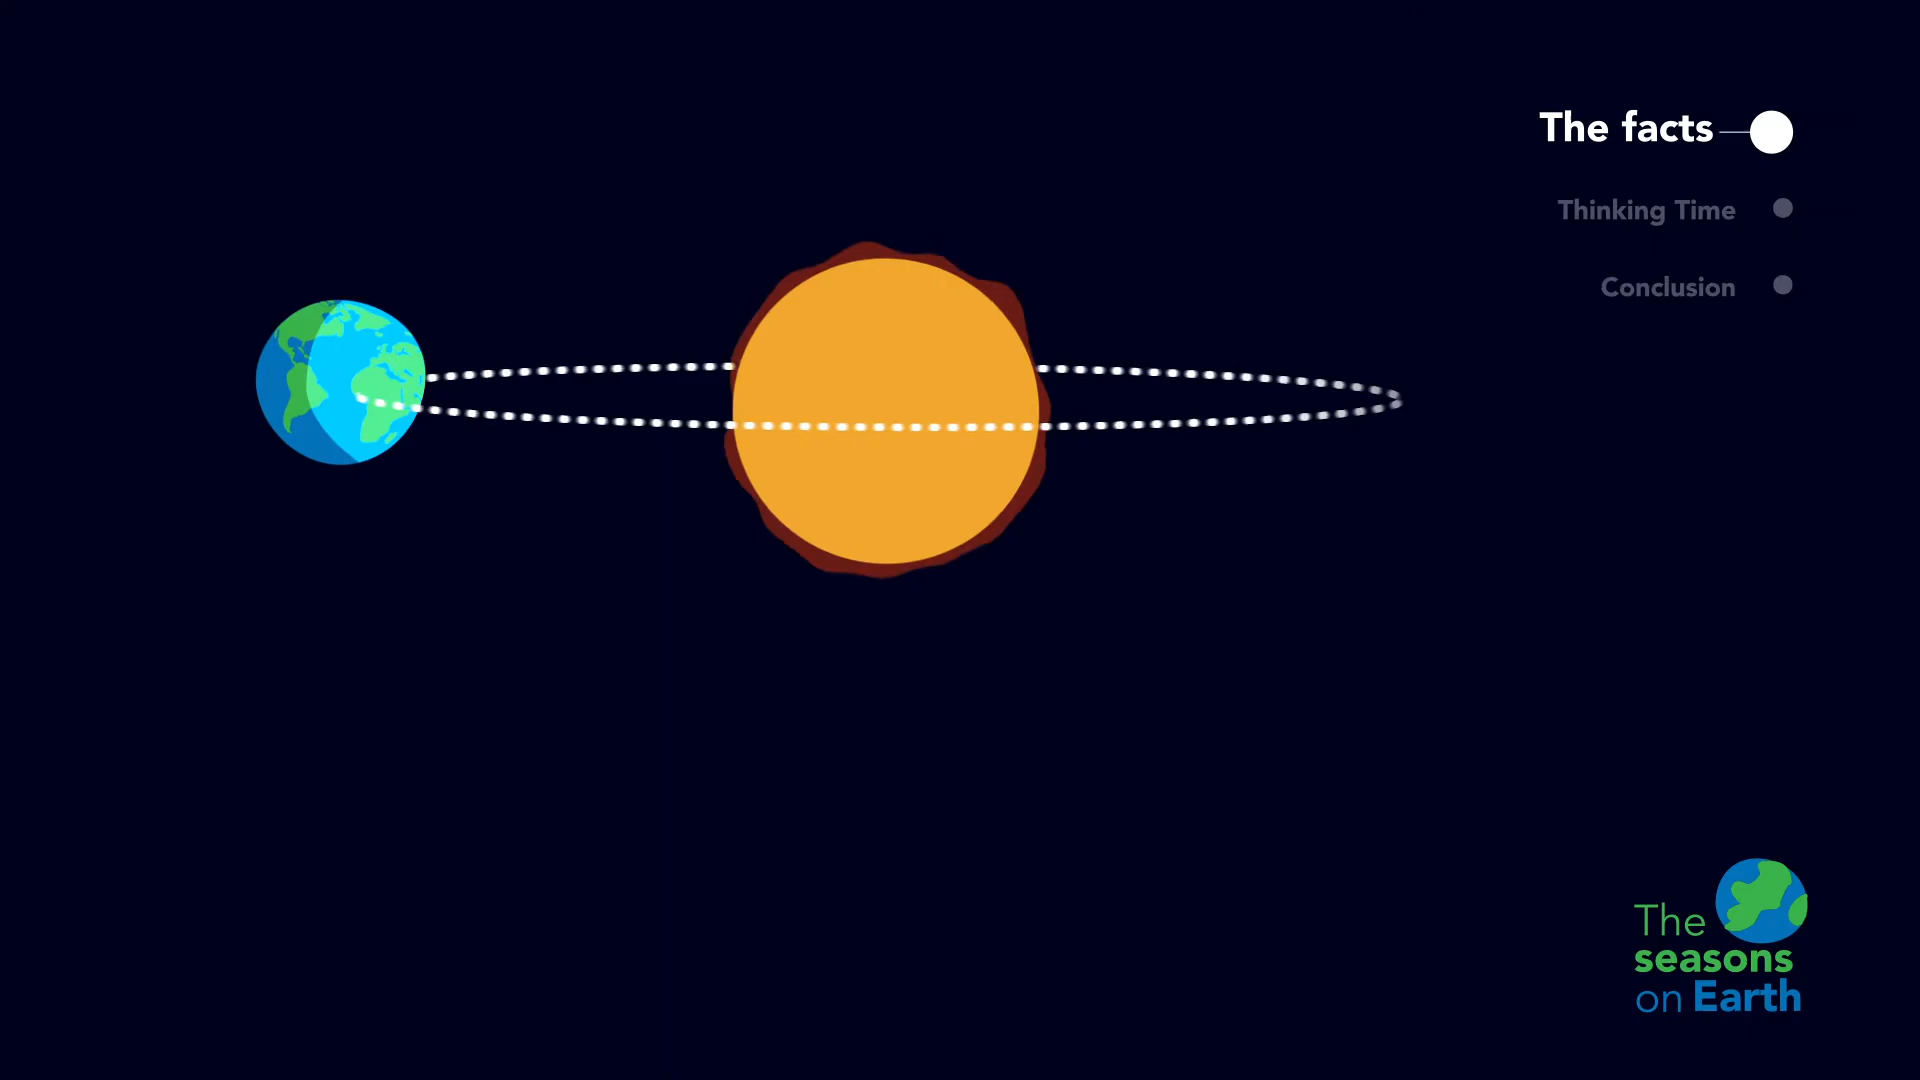 The facts
Thinking Time
Conclusion
The
seasons
on Earth